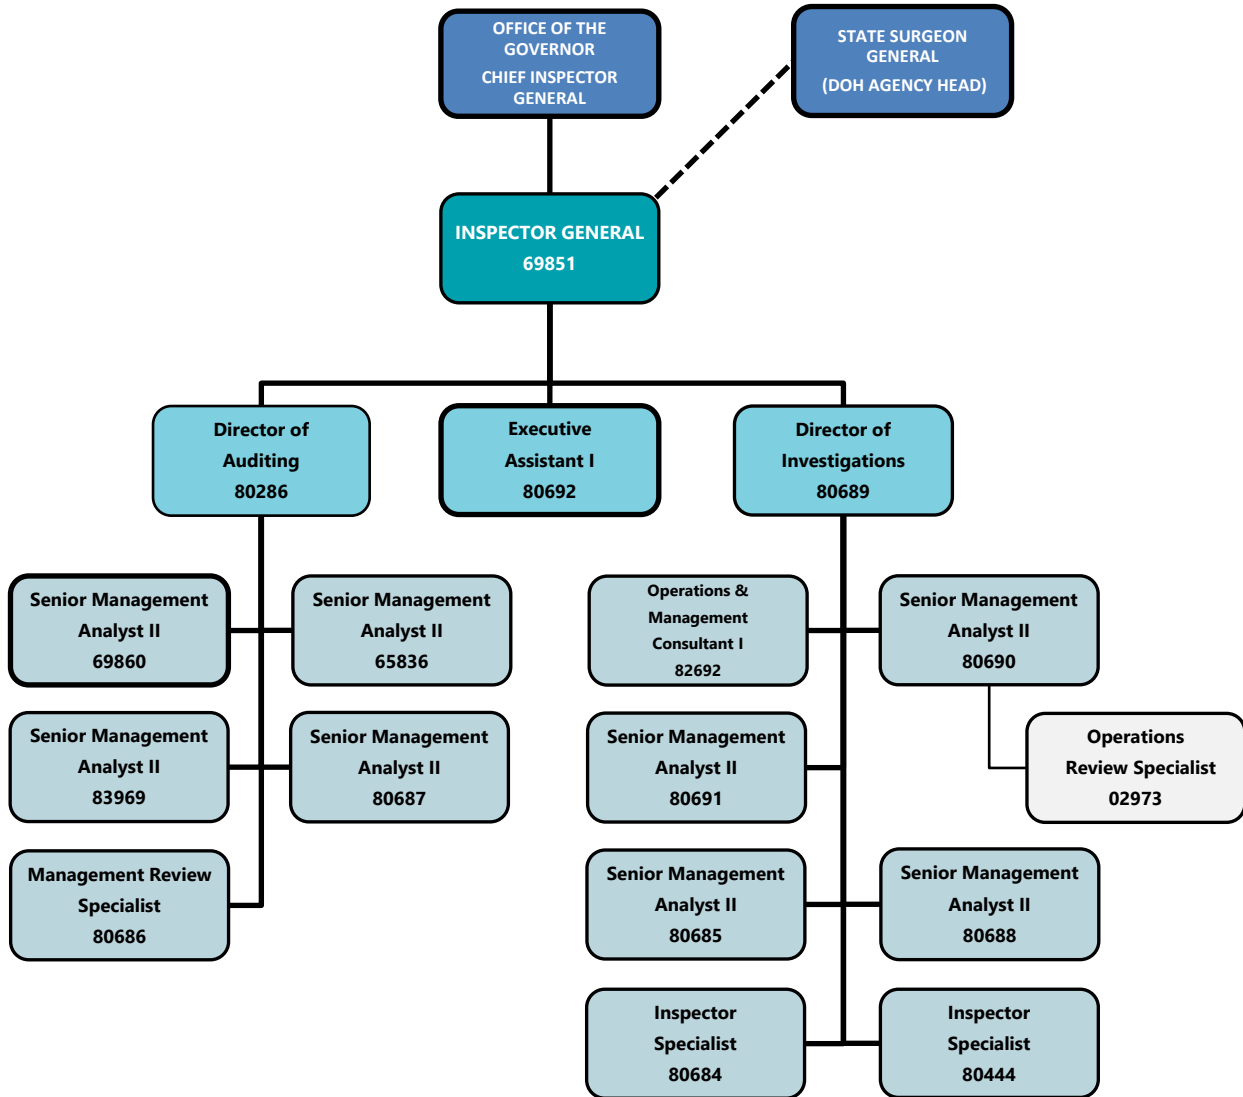 OFFICE OF THE
GOVERNOR
CHIEF INSPECTOR
GENERAL
STATE SURGEON
GENERAL
(DOH AGENCY HEAD)
INSPECTOR GENERAL
69851
Director of
Auditing
80286
Executive
Assistant I
80692
Director of
Investigations
80689
Senior Management
Analyst II
69860
Senior Management
Analyst II
65836
Operations &
Management
Consultant I
82692
Senior Management
Analyst II
80690
Senior Management
Analyst II
83969
Senior Management
Analyst II
80687
Senior Management
Analyst II
80691
Operations
Review Specialist
02973
Management Review
Specialist
80686
Senior Management
Analyst II
80685
Senior Management
Analyst II
80688
Inspector
Specialist
80684
Inspector
Specialist
80444